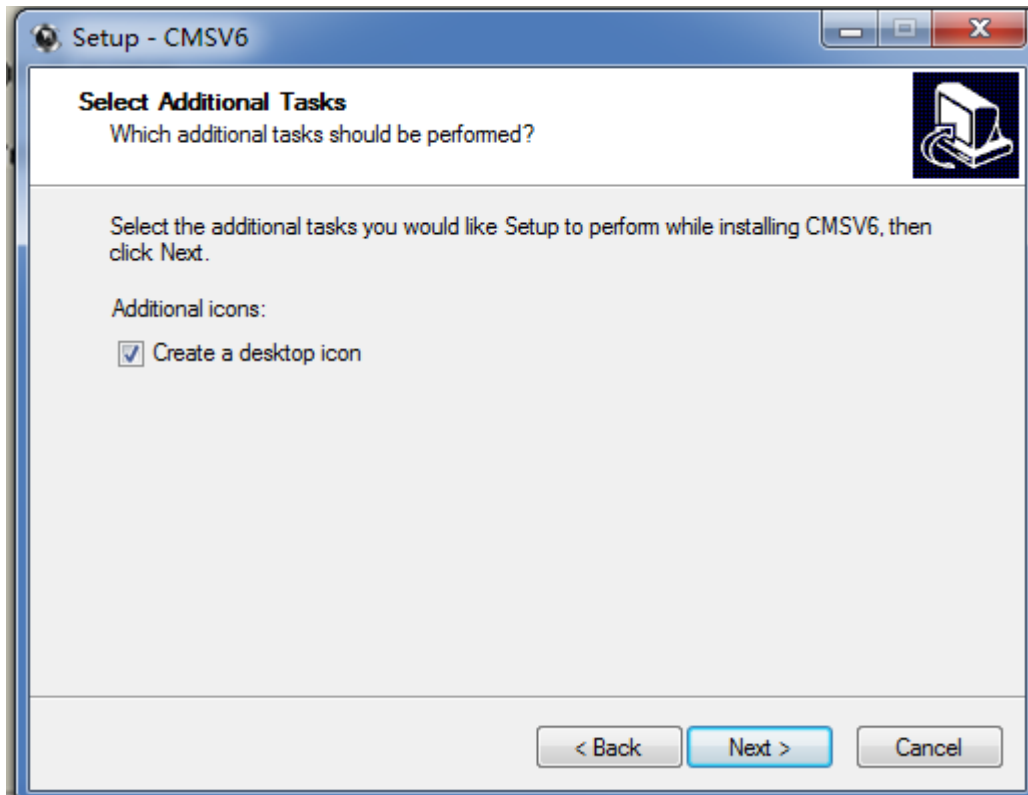 Setup - CMSV6
Select Additional Tasks
Which additional tasks should be performed?
Select the additional tasks you would like Setup to perform while installing CMSV6, then
click Next.
Additional icons:
Create a desktop icon
< Back
Next >
Cancel